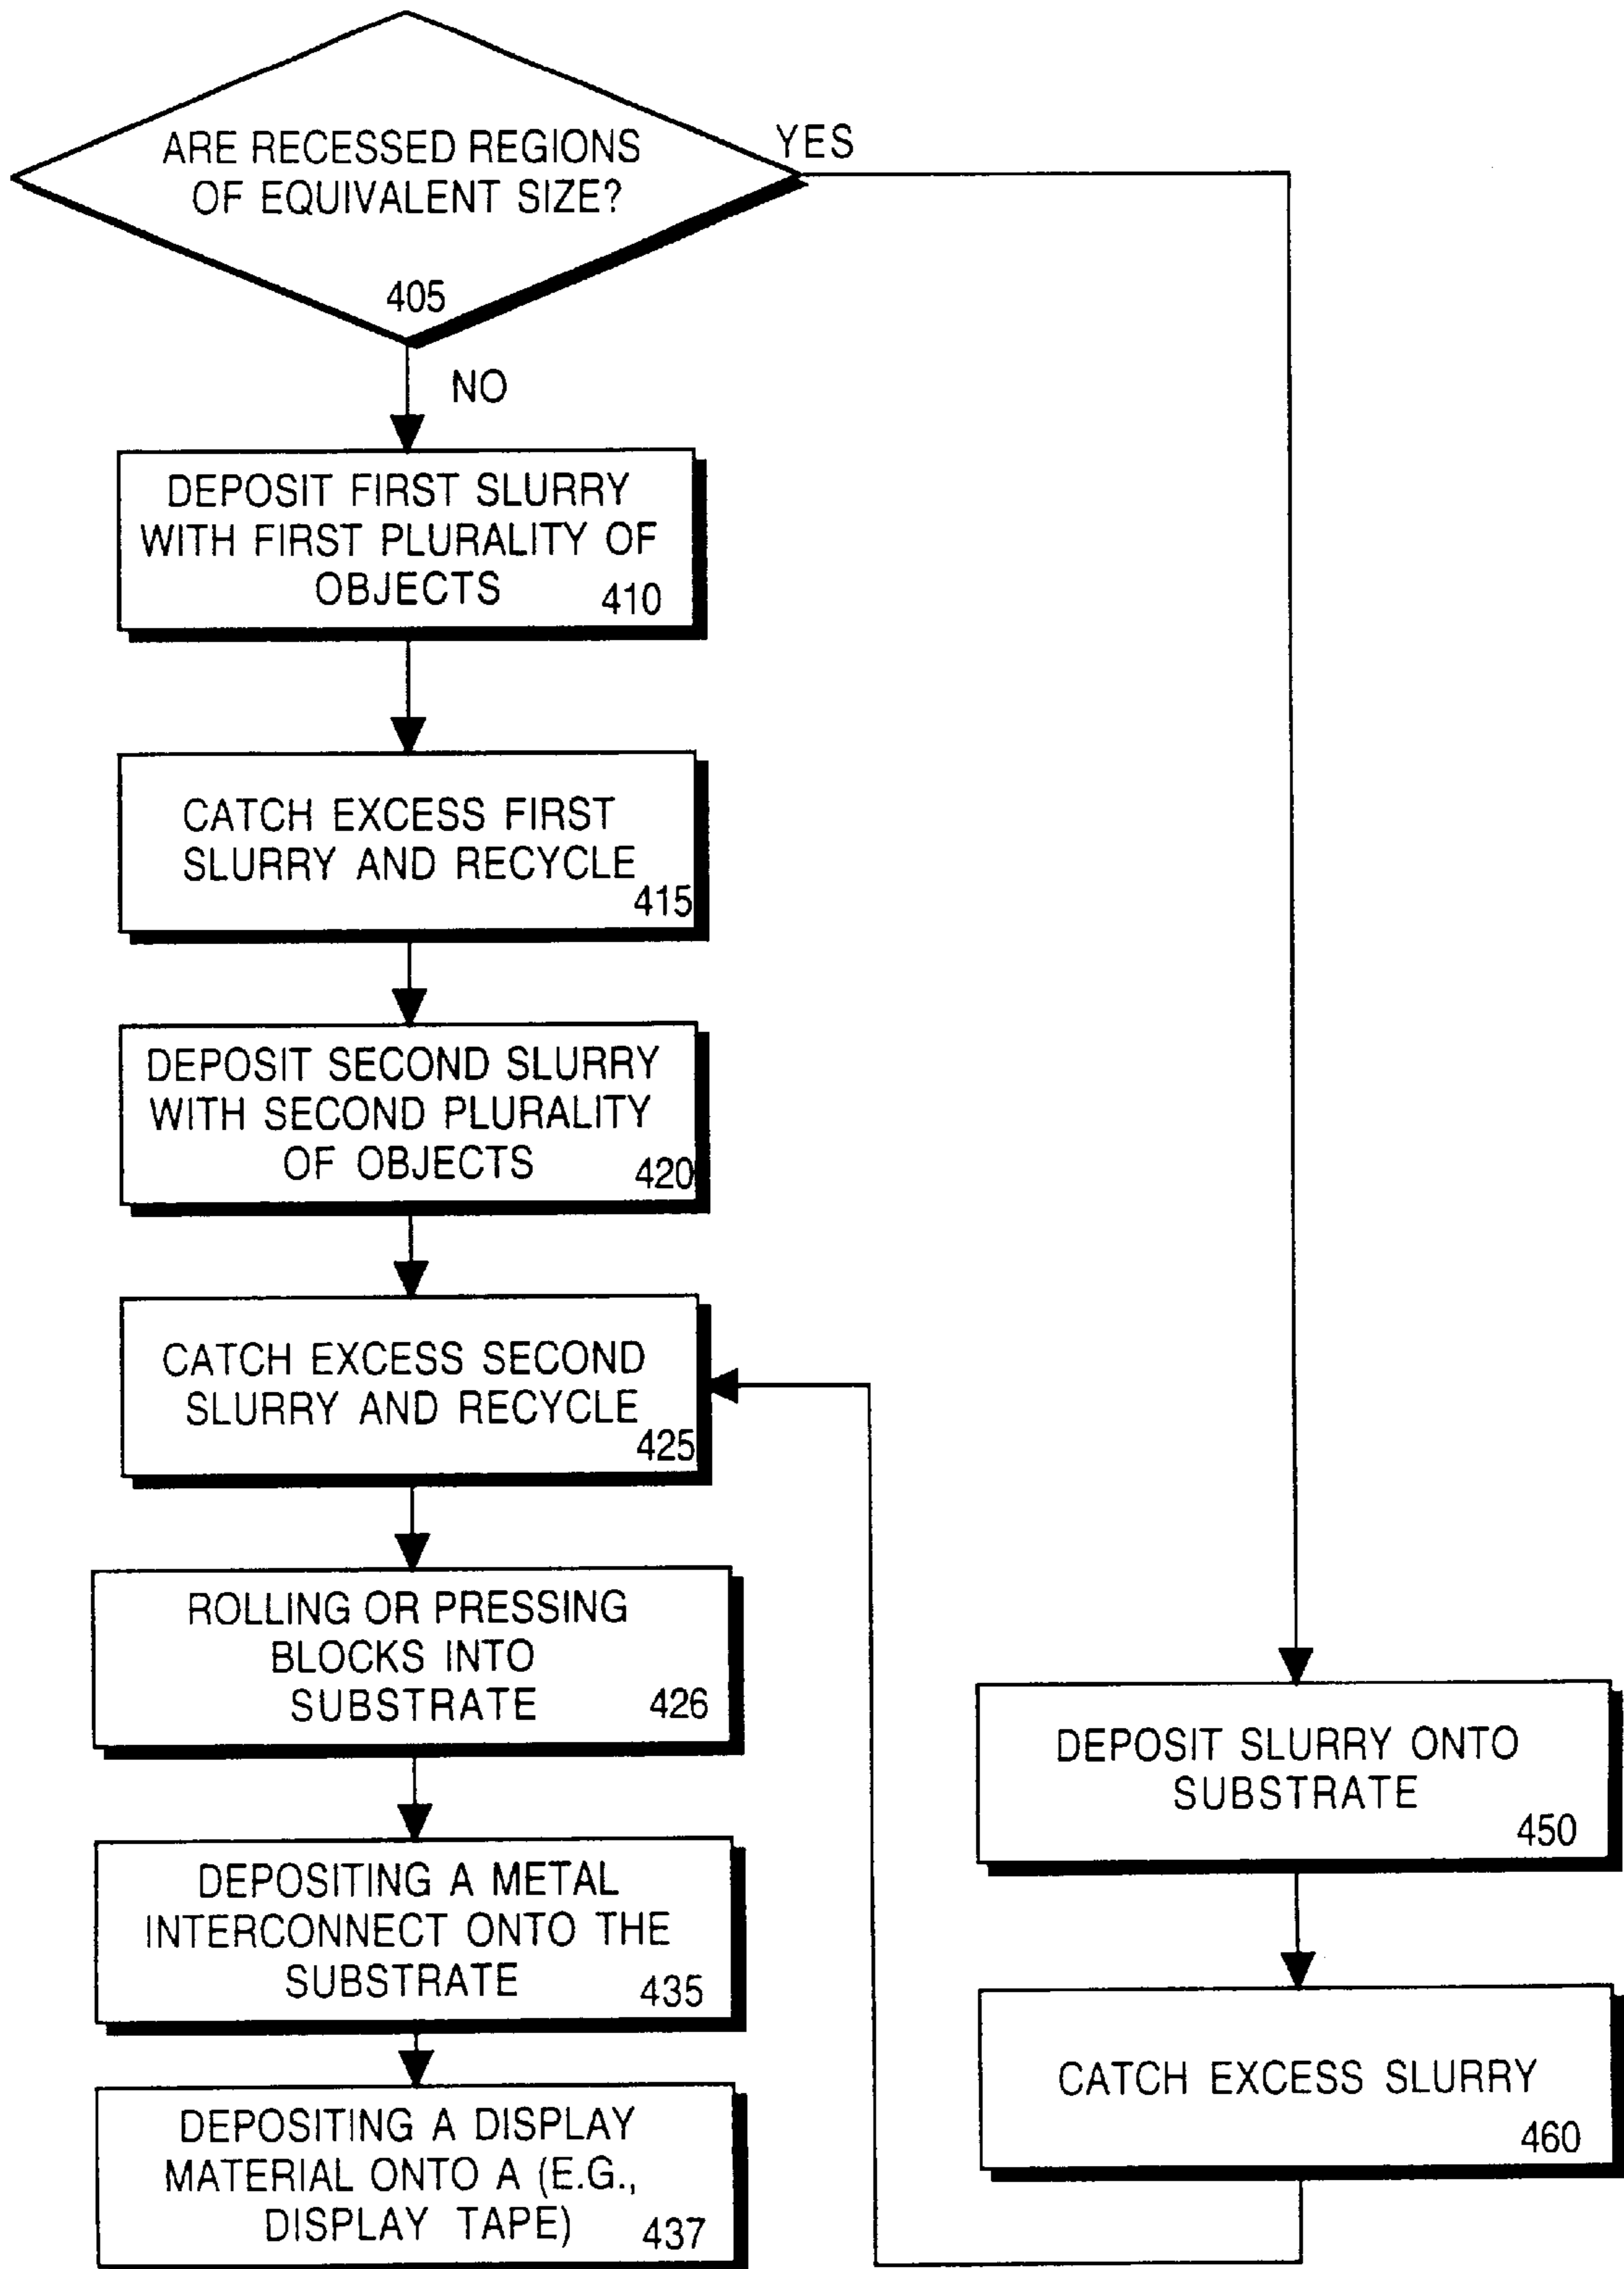 ARE RECESSED REGIONS
OF EQUIVALENT SIZE?
405
YES
NO
DEPOSIT FIRST SLURRY
WITH FIRST PLURALITY OF
OBJECTS 410
CATCH EXCESS FIRST
SLURRY AND RECYCLE
415
DEPOSIT SECOND SLURRY
WITH SECOND PLURALITY
OF OBJECTS 420
CATCH EXCESS SECOND
SLURRY AND RECYCLE
425
ROLLING OR PRESSING
BLOCKS INTO
SUBSTRATE 426
DEPOSITING A METAL
INTERCONNECT ONTO THE
SUBSTRATE 435
DEPOSITING A DISPLAY
MATERIAL ONTO A (E.G.,
DISPLAY TAPE) 437
DEPOSIT SLURRY ONTO
SUBSTRATE
450
CATCH EXCESS SLURRY
460